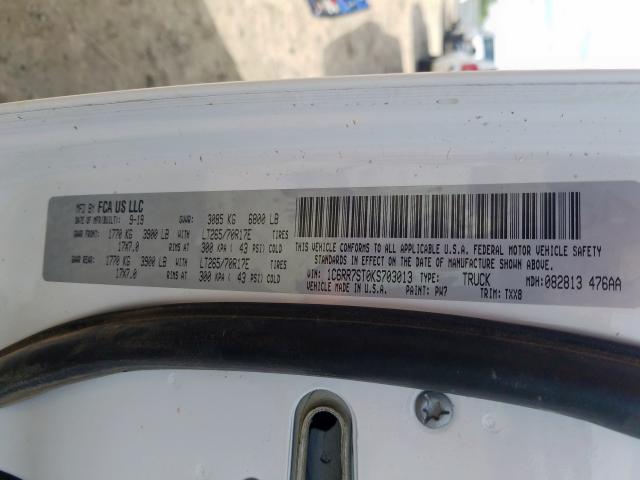 MFD BY FCA US LLC
DATE OF MFR(BUILT): 9-19 GVWR: 3085 KG 6800 LB
GAWR FRONT: 1770 KG 3900 LB WITH LT265/70R17E TIRES
17X7.0 RIMS AT 300 KPA ( 43 PSI) COLD
GAWR REAR: 1770 KG 3900 LB WITH LT265/70R17E TIRES
17X7.0 RIMS AT 300 KPA ( 43 PSI) COLD
THIS VEHICLE CONFORMS TO ALL APPLICABLE U.S.A. FEDERAL MOTOR VEHICLE SAFETY
STANDARDS IN EFFECT ON THE DATE OF MANUFACTURE SHOWN ABOVE.
VIN: 1C6RR7ST0KS703013 TYPE: TRUCK MDH:082813 476AA
VEHICLE MADE IN U.S.A. PAINT: PW7 TRIM: TXX8